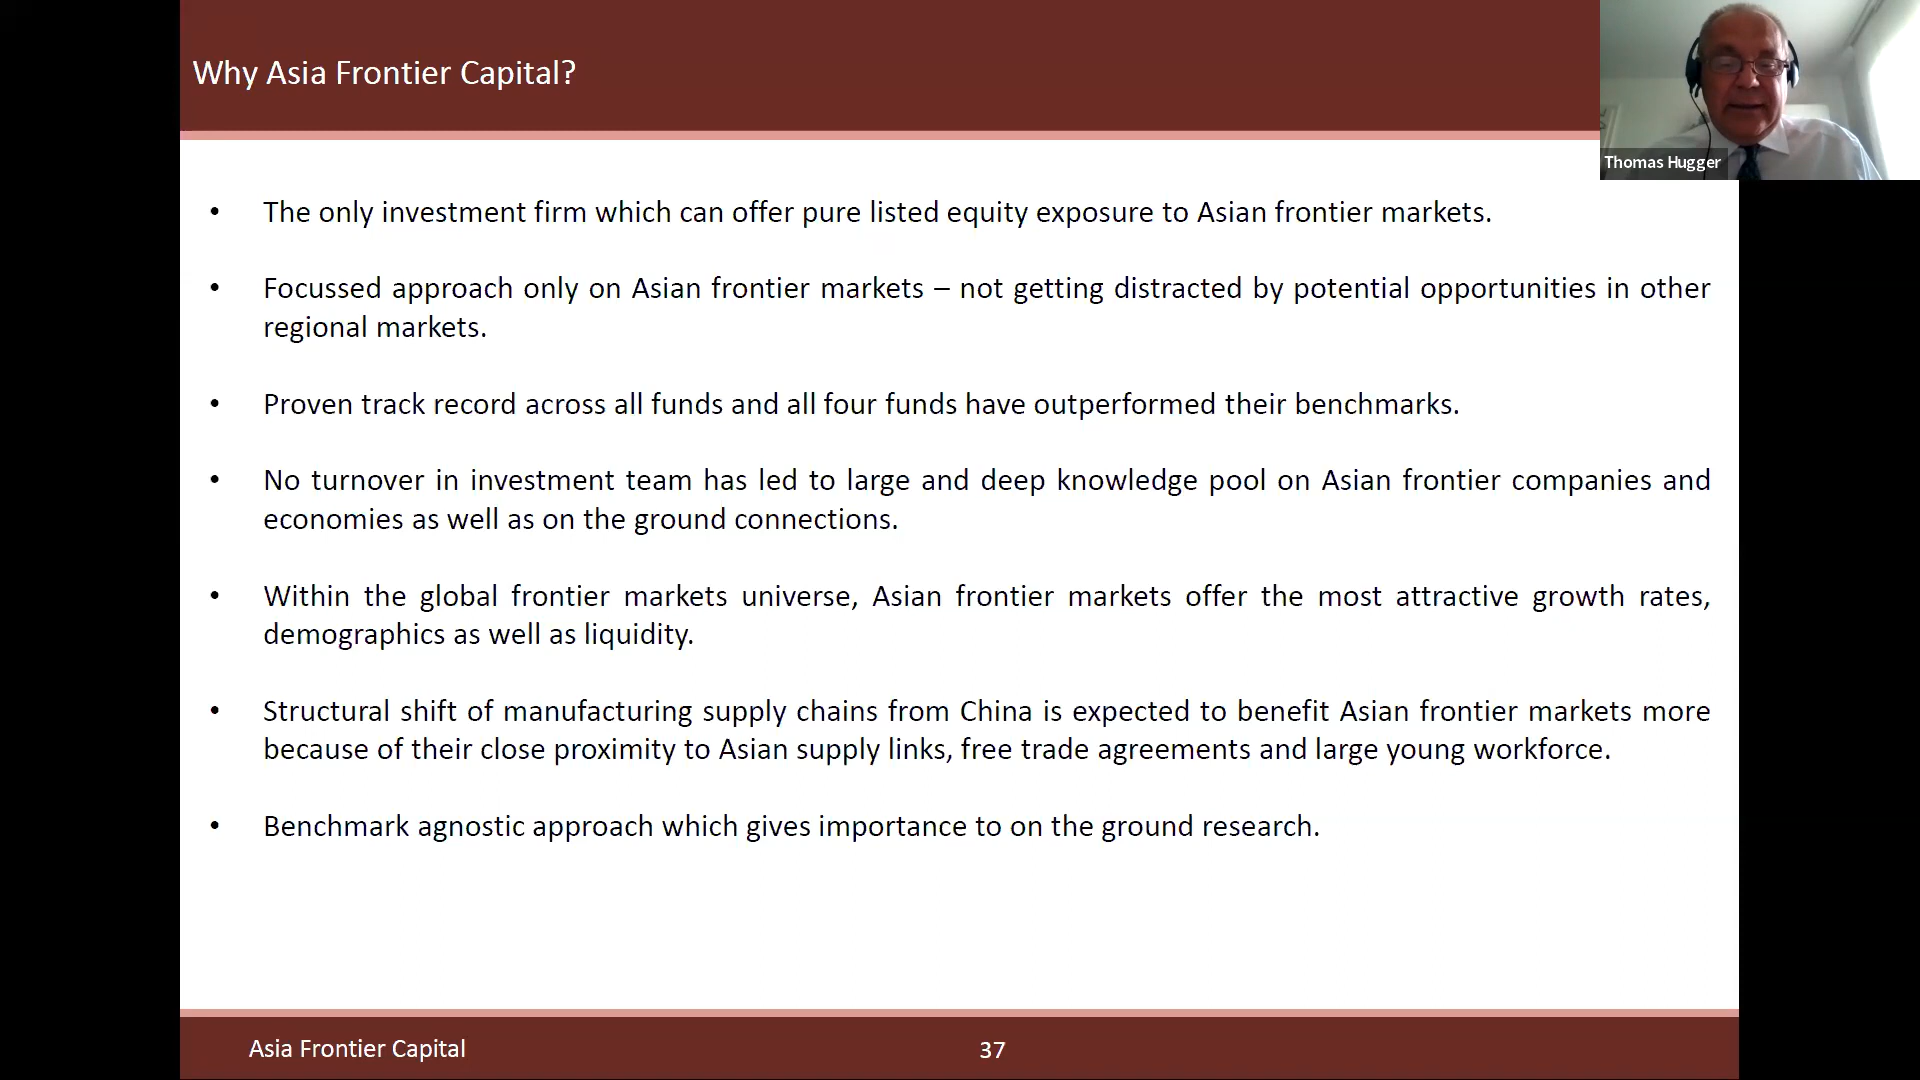 Why Asia Frontier Capital?
Thomas Hugger
• The only investment firm which can offer pure listed equity exposure to Asian frontier markets.
• Focussed approach only on Asian frontier markets – not getting distracted by potential opportunities in other
regional markets.
• Proven track record across all funds and all four funds have outperformed their benchmarks.
• No turnover in investment team has led to large and deep knowledge pool on Asian frontier companies and
economies as well as on the ground connections.
• Within the global frontier markets universe, Asian frontier markets offer the most attractive growth rates,
demographics as well as liquidity.
• Structural shift of manufacturing supply chains from China is expected to benefit Asian frontier markets more
because of their close proximity to Asian supply links, free trade agreements and large young workforce.
• Benchmark agnostic approach which gives importance to on the ground research.
Asia Frontier Capital
37